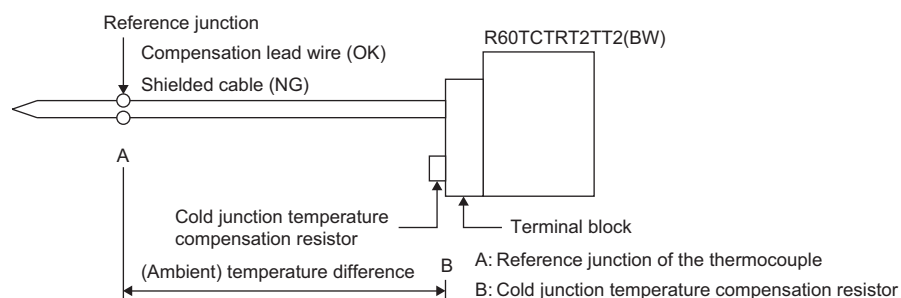 Reference junction
Compensation lead wire (OK)
Shielded cable (NG)
R60TCTRT2TT2(BW)
A
Cold junction temperature
compensation resistor
Terminal block
(Ambient) temperature difference
B
A: Reference junction of the thermocouple
B: Cold junction temperature compensation resistor